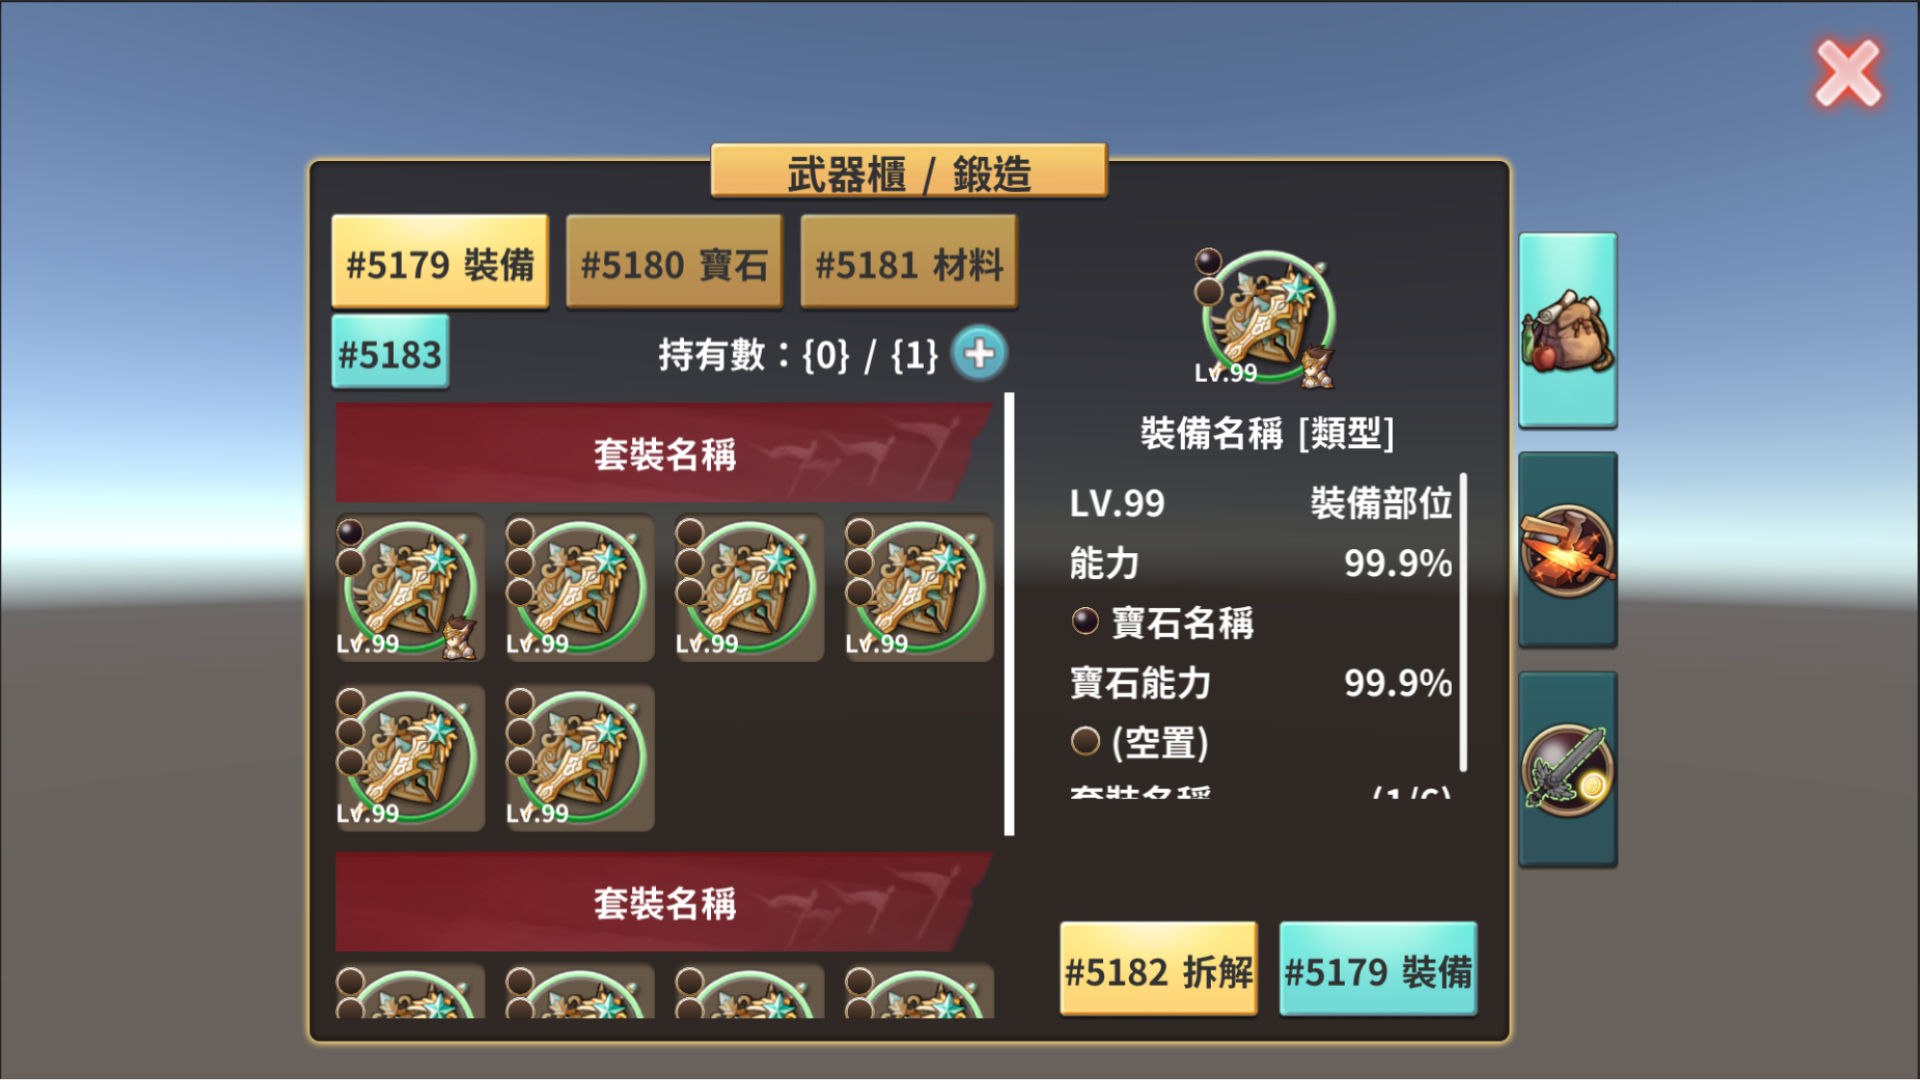 武器櫃 / 鍛造
#5179 裝備
#5180 寶石
#5181 材料
#5183
持有數：{0} / {1}
套裝名稱
Lv.99
Lv.99
Lv.99
Lv.99
Lv.99
Lv.99
套裝名稱
Lv.99
裝備名稱 [類型]
LV.99 裝備部位
能力 99.9%
寶石名稱
寶石能力 99.9%
(空置)
套裝名稱 (1/6)
#5182 拆解
#5179 裝備